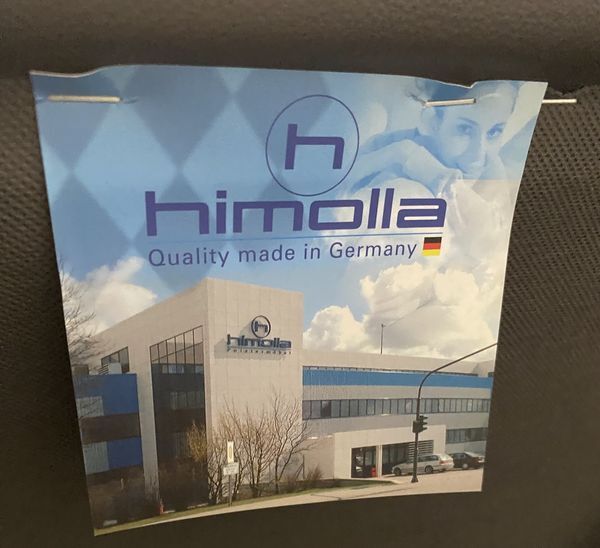 h
himolla
Quality made in Germany
h
himolla
Polstermöbel